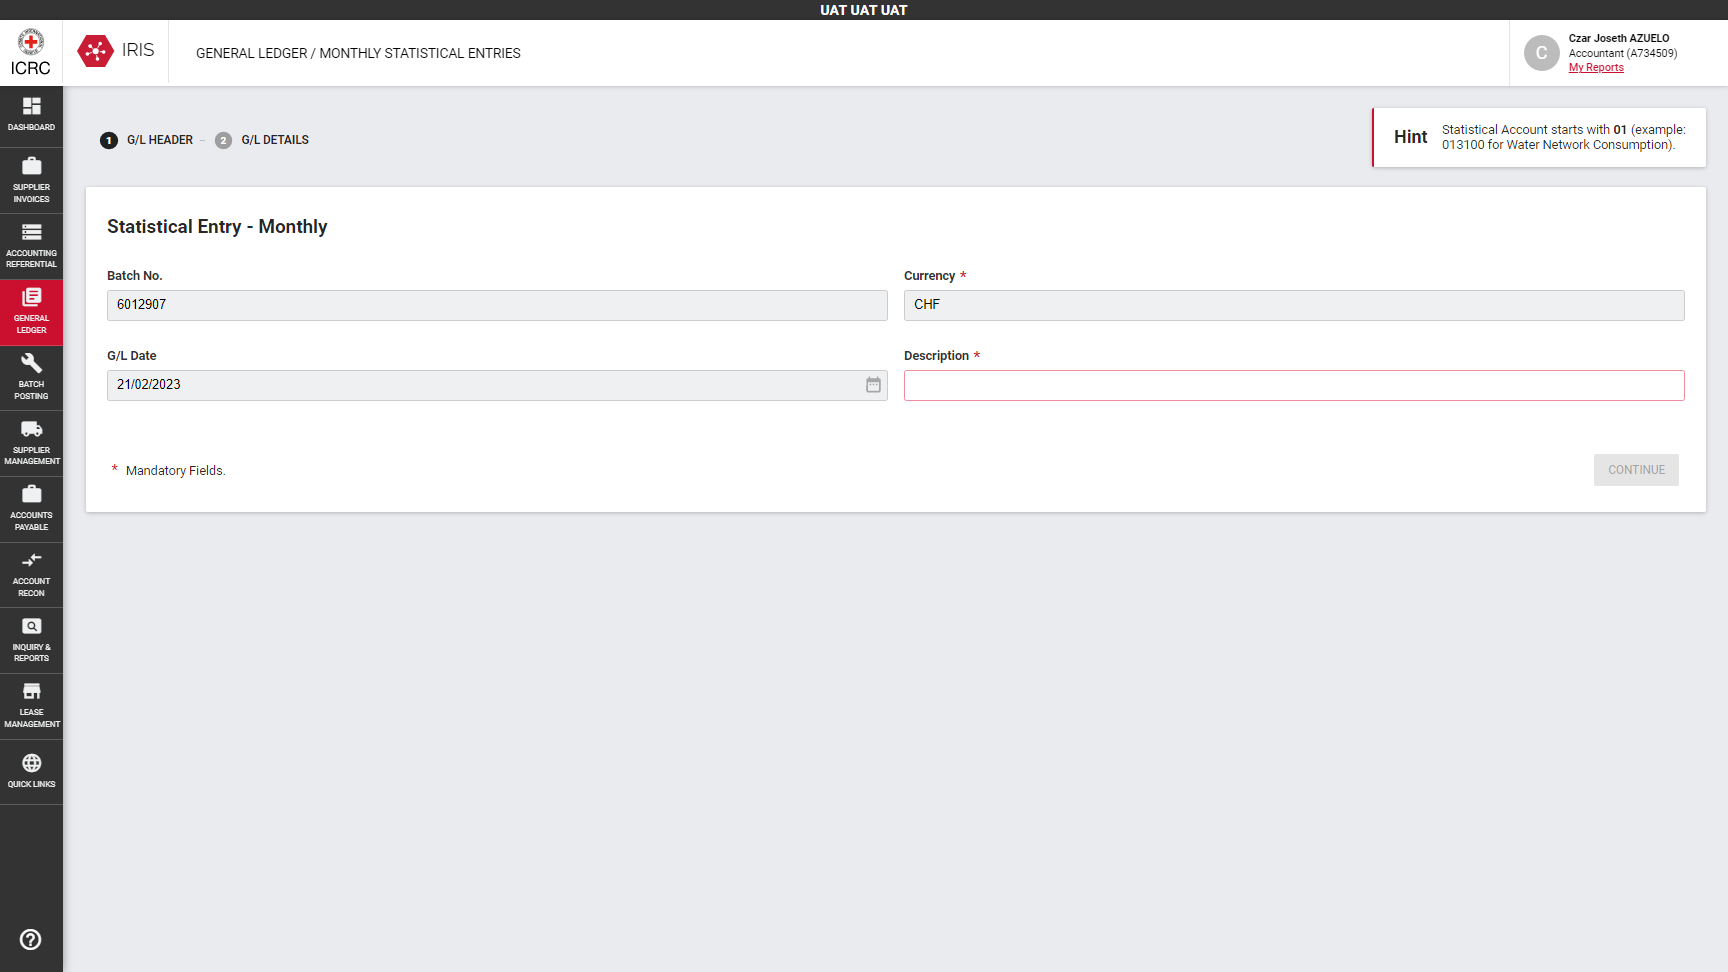 UAT UAT UAT
ICRC
IRIS
GENERAL LEDGER / MONTHLY STATISTICAL ENTRIES
C
Czar Joseth AZUELO
Accountant (A734509)
My Reports
DASHBOARD
SUPPLIER
INVOICES
ACCOUNTING
REFERENTIAL
GENERAL
LEDGER
BATCH
POSTING
SUPPLIER
MANAGEMENT
ACCOUNTS
PAYABLE
ACCOUNT
RECON
INQUIRY &
REPORTS
LEASE
MANAGEMENT
QUICK LINKS
1 G/L HEADER – 2 G/L DETAILS
Hint
Statistical Account starts with 01 (example:
013100 for Water Network Consumption).
Statistical Entry - Monthly
Batch No.
6012907
Currency *
CHF
G/L Date
21/02/2023
Description *
* Mandatory Fields.
CONTINUE